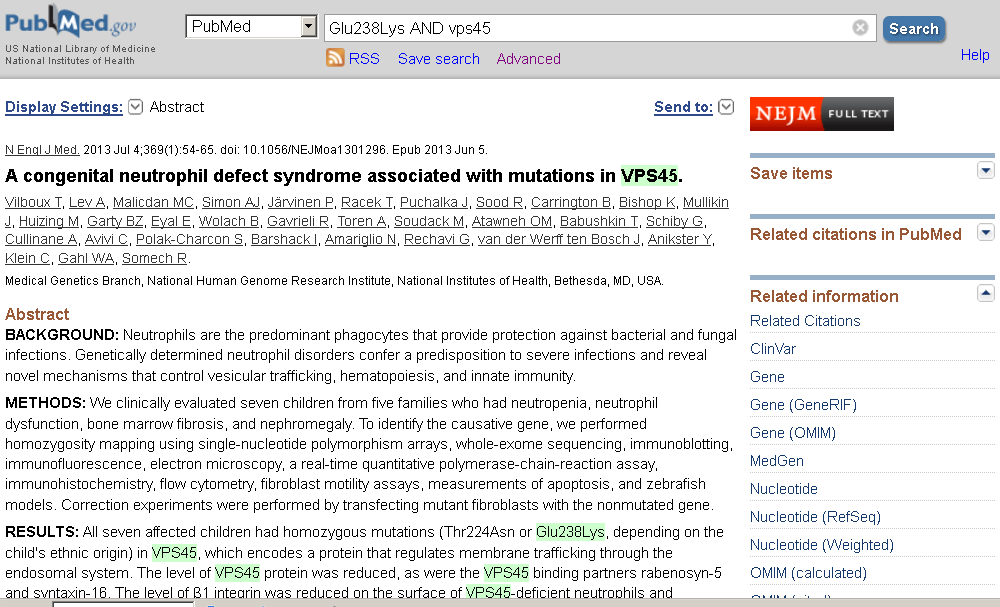 PubMed.gov
US National Library of Medicine
National Institutes of Health
PubMed
Glu238Lys AND vps45
Search
RSS Save search Advanced
Help
Display Settings: Abstract
Send to:
N Engl J Med. 2013 Jul 4;369(1):54-65. doi: 10.1056/NEJMoa1301296. Epub 2013 Jun 5.
A congenital neutrophil defect syndrome associated with mutations in VPS45.
Vilboux T, Lev A, Malicdan MC, Simon AJ, Järvinen P, Racek T, Puchalka J, Sood R, Carrington B, Bishop K, Mullikin
J, Huizing M, Garty BZ, Eyal E, Wolach B, Gavrieli R, Toren A, Soudack M, Atawneh OM, Babushkin T, Schiby G,
Cullinane A, Avivi C, Polak-Charcon S, Barshack I, Amariglio N, Rechavi G, van der Werff ten Bosch J, Anikster Y,
Klein C, Gahl WA, Somech R.
Medical Genetics Branch, National Human Genome Research Institute, National Institutes of Health, Bethesda, MD, USA.
Abstract
BACKGROUND: Neutrophils are the predominant phagocytes that provide protection against bacterial and fungal
infections. Genetically determined neutrophil disorders confer a predisposition to severe infections and reveal
novel mechanisms that control vesicular trafficking, hematopoiesis, and innate immunity.
METHODS: We clinically evaluated seven children from five families who had neutropenia, neutrophil
dysfunction, bone marrow fibrosis, and nephromegaly. To identify the causative gene, we performed
homozygosity mapping using single-nucleotide polymorphism arrays, whole-exome sequencing, immunoblotting,
immunofluorescence, electron microscopy, a real-time quantitative polymerase-chain-reaction assay,
immunohistochemistry, flow cytometry, fibroblast motility assays, measurements of apoptosis, and zebrafish
models. Correction experiments were performed by transfecting mutant fibroblasts with the nonmutated gene.
RESULTS: All seven affected children had homozygous mutations (Thr224Asn or Glu238Lys, depending on the
child's ethnic origin) in VPS45, which encodes a protein that regulates membrane trafficking through the
endosomal system. The level of VPS45 protein was reduced, as were the VPS45 binding partners rabenosyn-5
and syntaxin-16. The level of β1 integrin was reduced on the surface of VPS45-deficient neutrophils and
NEJM FULL TEXT
Save items
Related citations in PubMed
Related information
Related Citations
ClinVar
Gene
Gene (GeneRIF)
Gene (OMIM)
MedGen
Nucleotide
Nucleotide (RefSeq)
Nucleotide (Weighted)
OMIM (calculated)